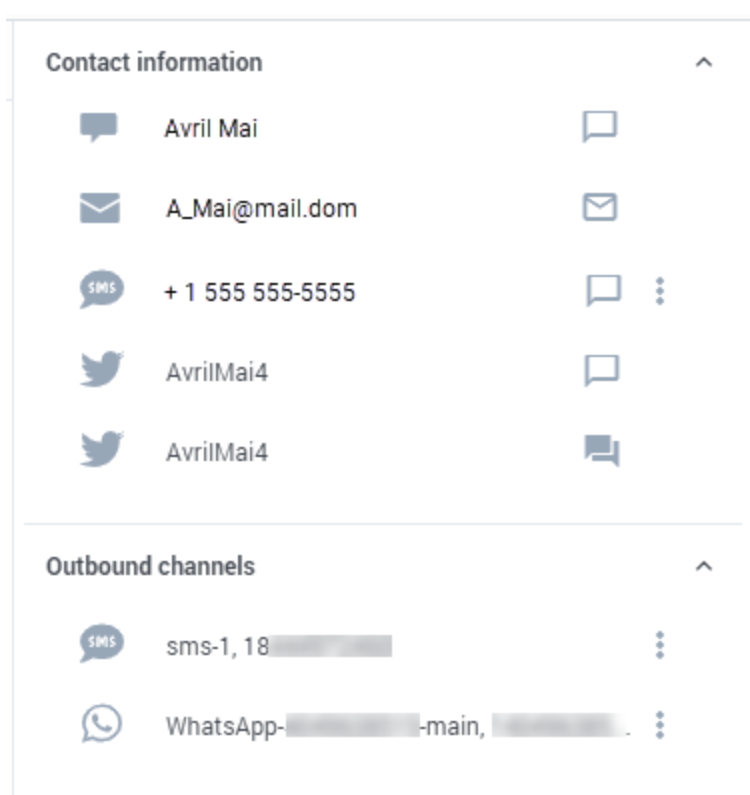 Contact information
Avril Mai
A_Mai@mail.dom
SMS + 1 555 555-5555
AvrilMai4
AvrilMai4
Outbound channels
SMS sms-1, 18
WhatsApp- -main, .